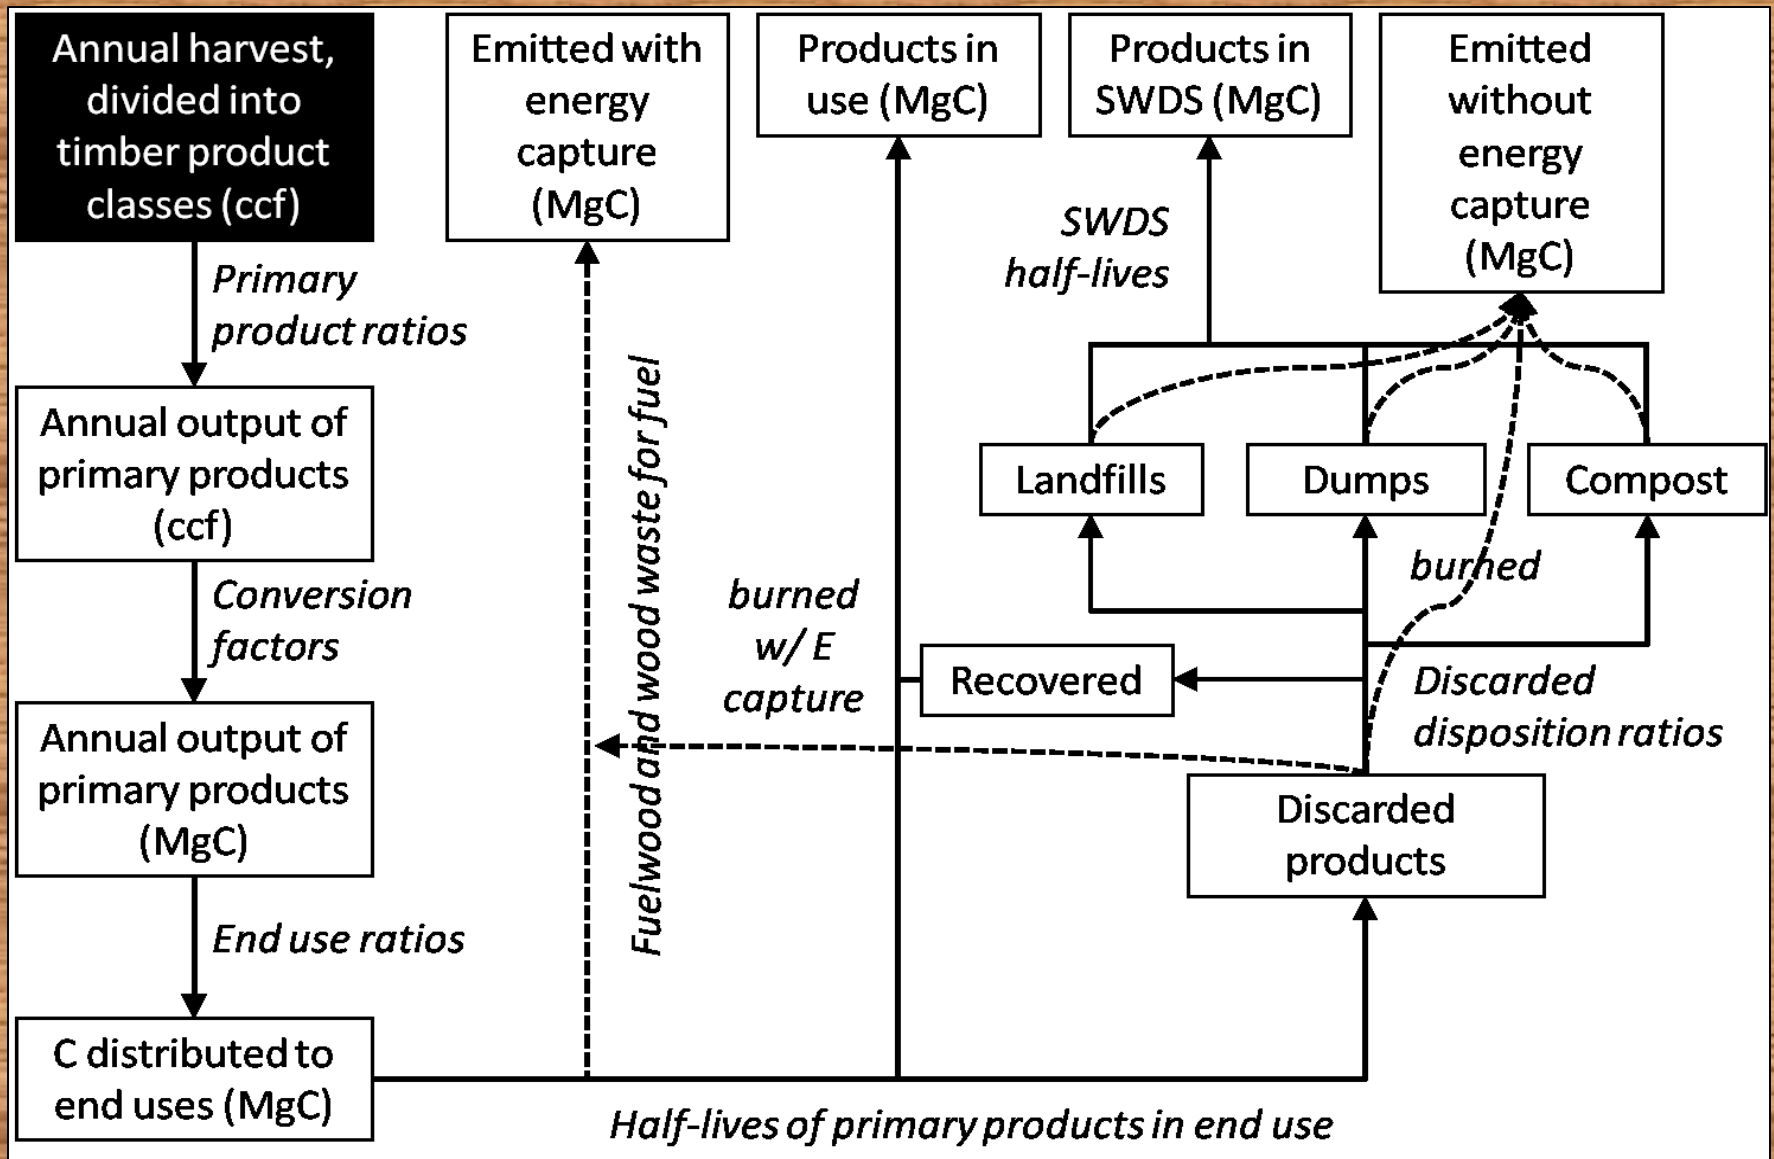 Annual harvest,
divided into
timber product
classes (ccf)
Emitted with
energy
capture
(MgC)
Products in
use (MgC)
Products in
SWDS (MgC)
Emitted
without
energy
capture
(MgC)
Primary
product ratios
SWDS
half-lives
Annual output of
primary products
(ccf)
Fuelwood and wood waste for fuel
Landfills
Dumps
Compost
Conversion
factors
burned
w/ E
capture
burned
Recovered
Discarded
disposition ratios
Annual output of
primary products
(MgC)
Discarded
products
End use ratios
C distributed to
end uses (MgC)
Half-lives of primary products in end use